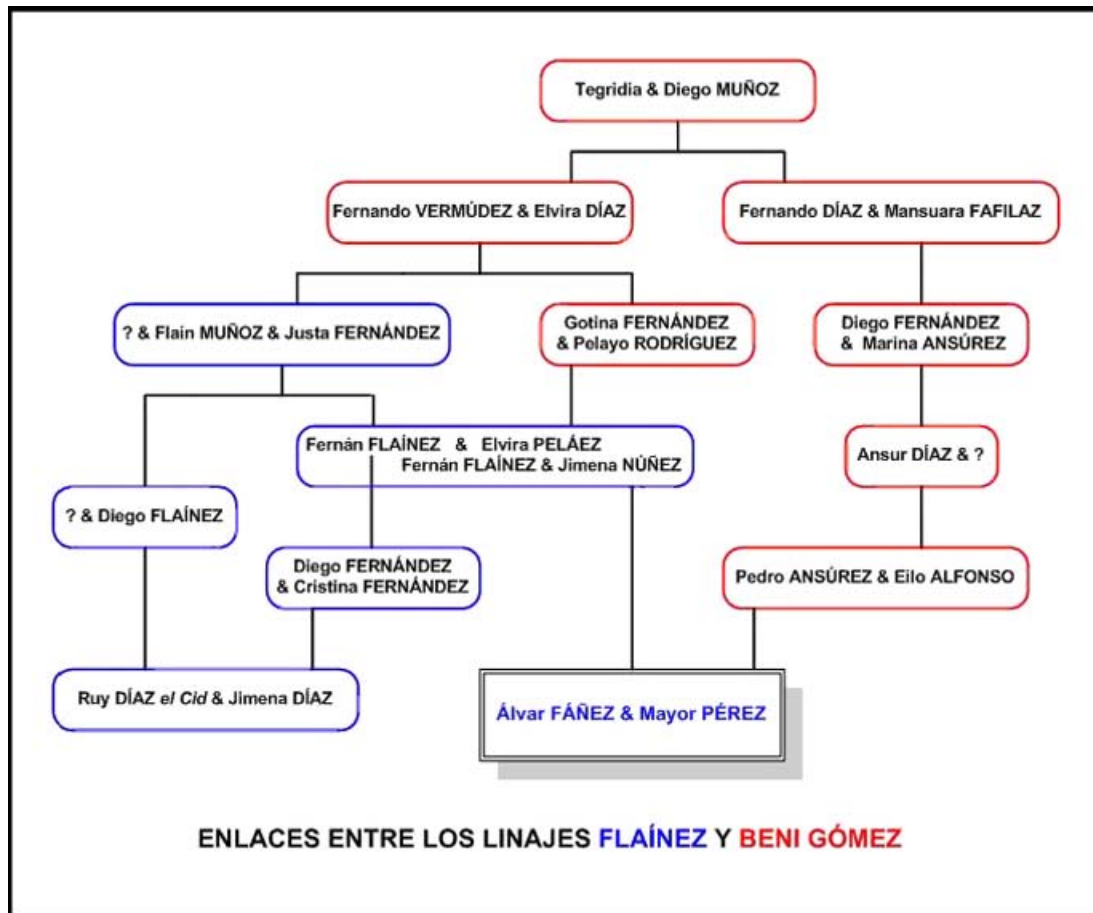 Tegridia & Diego MUÑOZ
Fernando VERMÚDEZ & Elvira DÍAZ
Fernando DÍAZ & Mansuara FAFILAZ
? & Flain MUÑOZ & Justa FERNÁNDEZ
Gotina FERNÁNDEZ
& Pelayo RODRÍGUEZ
Diego FERNÁNDEZ
& Marina ANSÚREZ
Fernán FLAÍNEZ & Elvira PELÁEZ
Fernán FLAÍNEZ & Jimena NÚÑEZ
Ansur DÍAZ & ?
? & Diego FLAÍNEZ
Diego FERNÁNDEZ
& Cristina FERNÁNDEZ
Pedro ANSÚREZ & Eilo ALFONSO
Ruy DÍAZ el Cid & Jimena DÍAZ
Álvar FÁÑEZ & Mayor PÉREZ
ENLACES ENTRE LOS LINAJES FLAÍNEZ Y BENI GÓMEZ